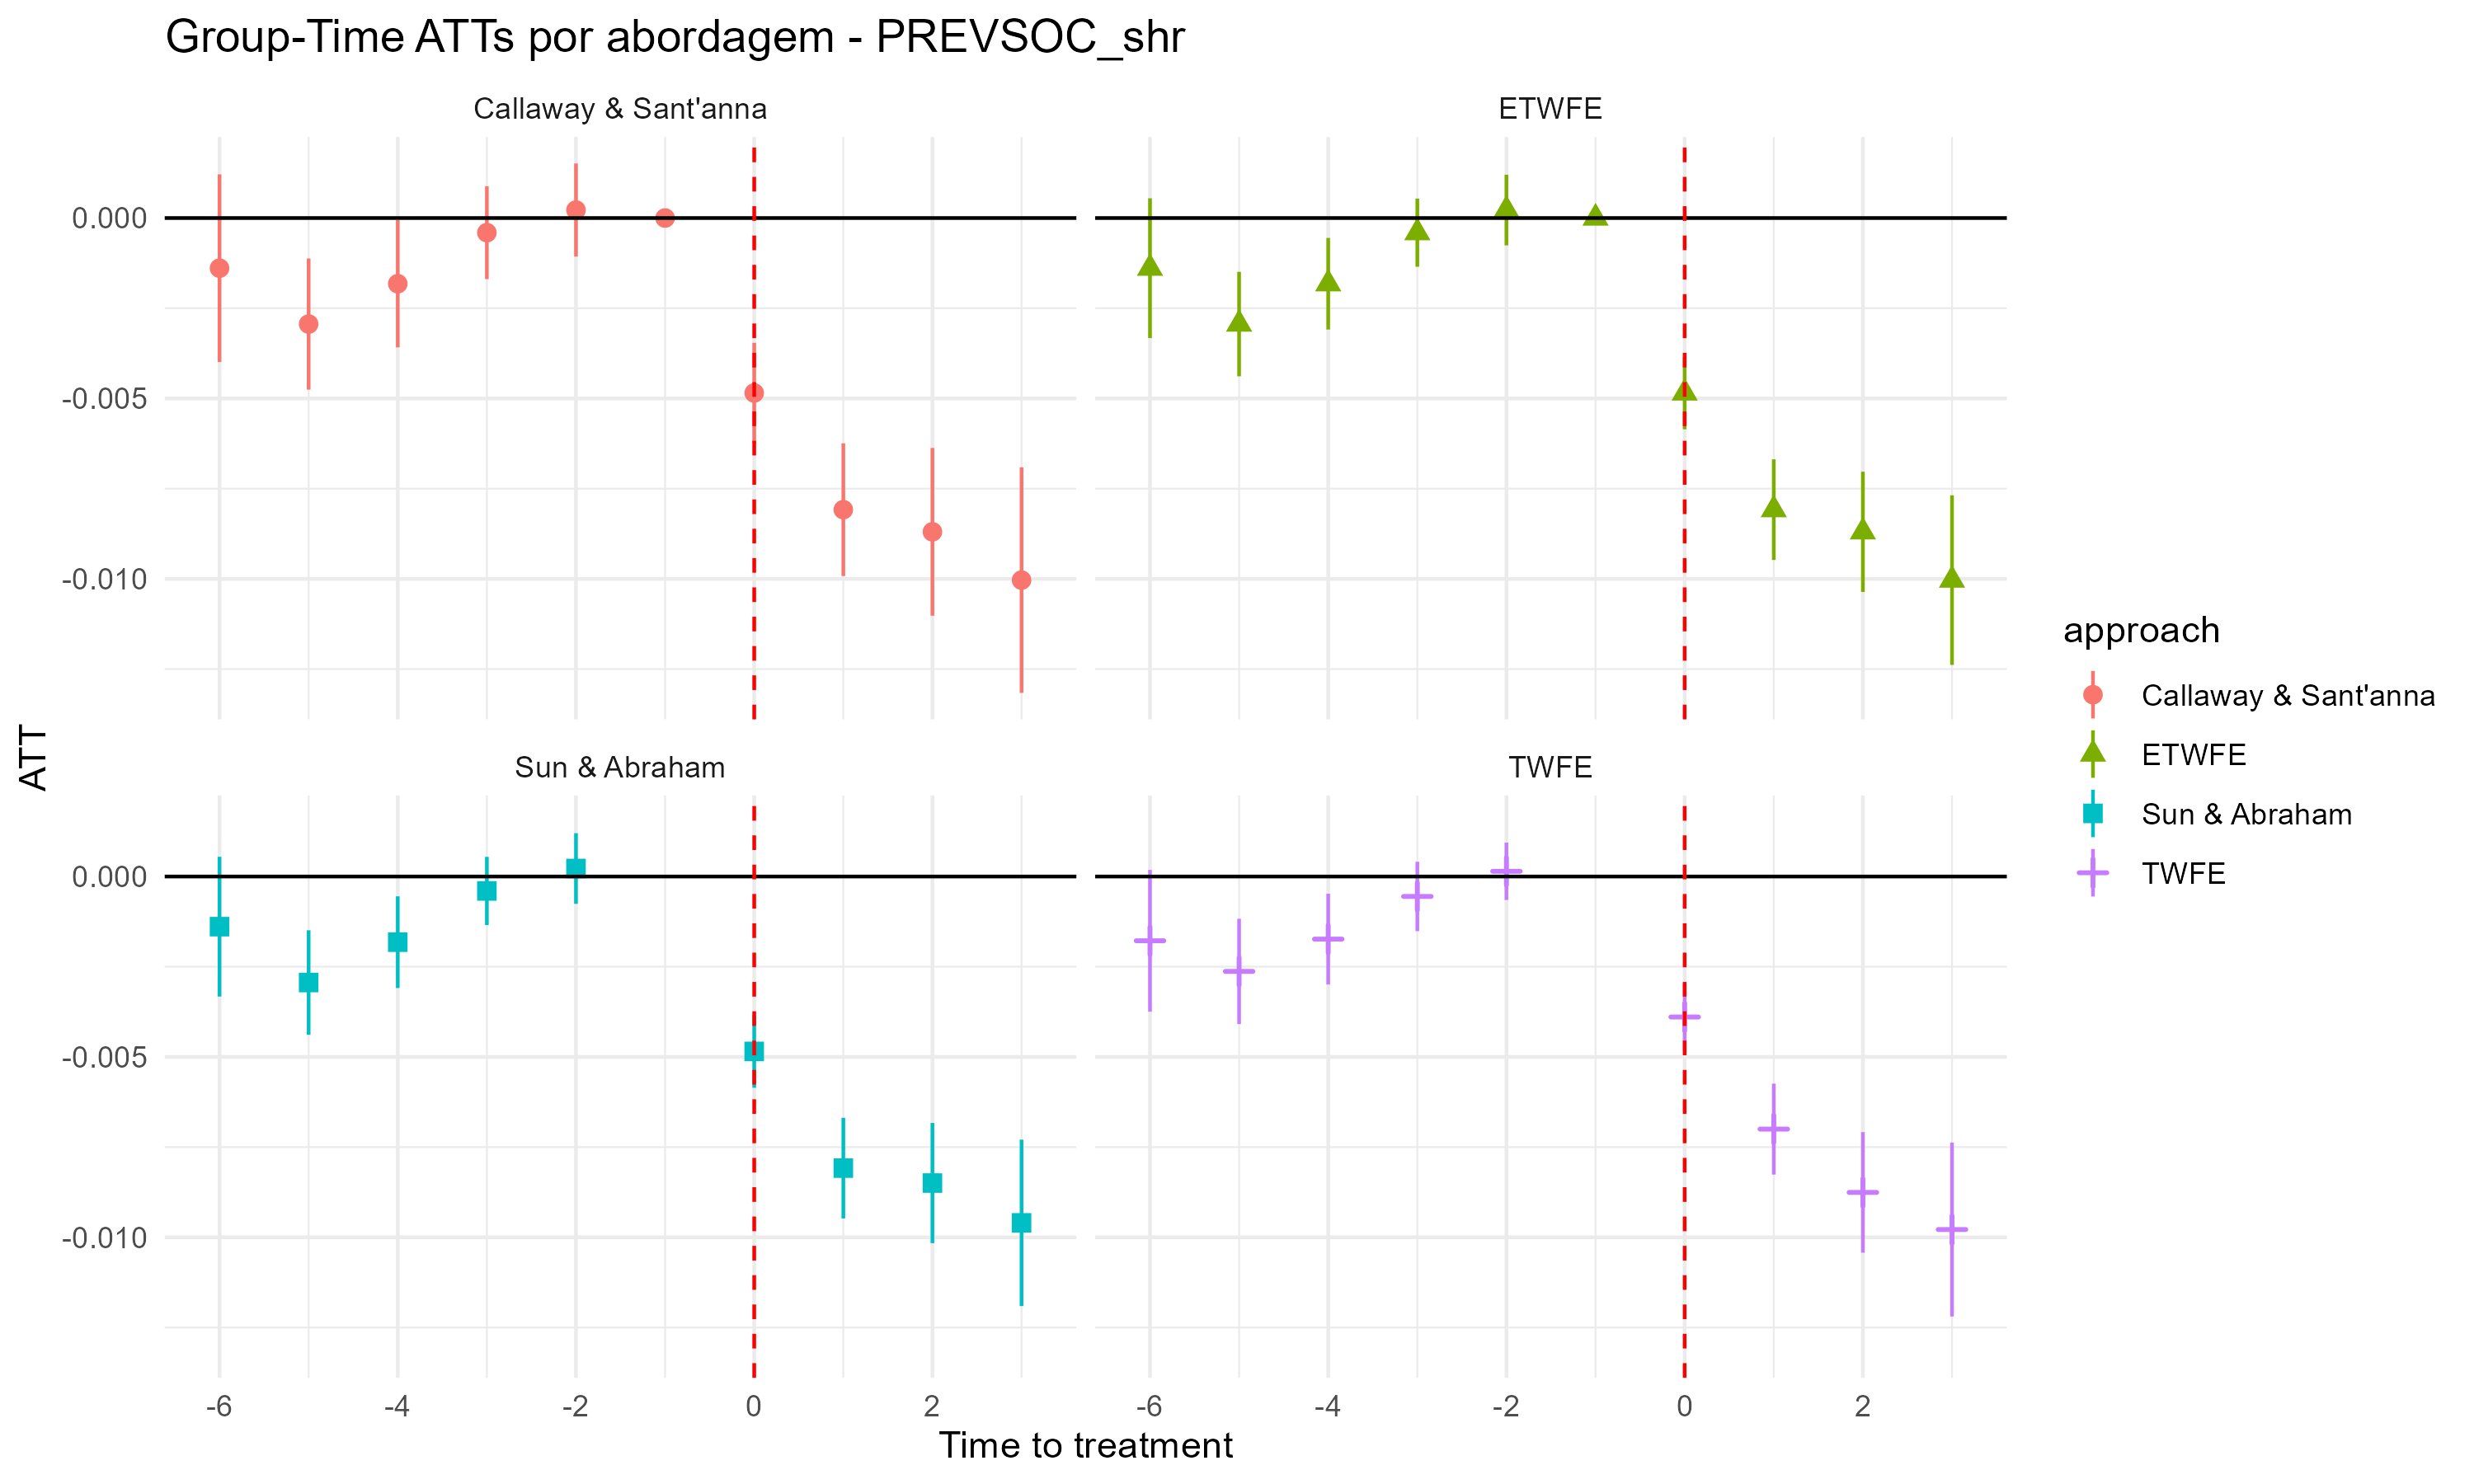 Group-Time ATTs por abordagem - PREVSOC_shr
Callaway & Sant'anna
ETWFE
0.000
-0.005
-0.010
Sun & Abraham
TWFE
0.000
-0.005
-0.010
-6
-4
-2
0
2
-6
-4
-2
0
2
Time to treatment
ATT
approach
Callaway & Sant'anna
ETWFE
Sun & Abraham
TWFE